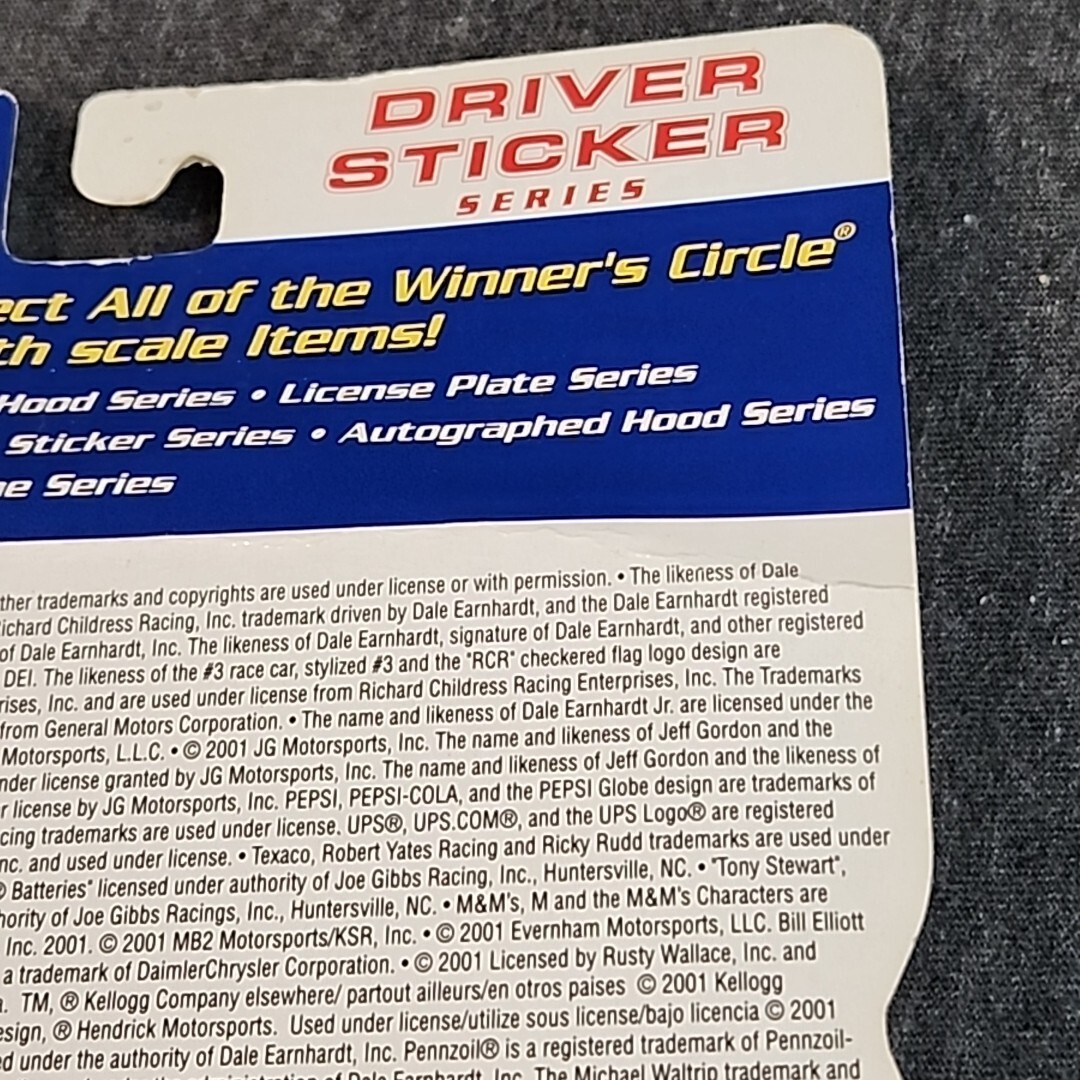 DRIVER
STICKER
SERIES
ect All of the Winner's Circle®
th scale Items!
Hood Series • License Plate Series
Sticker Series • Autographed Hood Series
ne Series
ther trademarks and copyrights are used under license or with permission. • The likeness of Dale
ichard Childress Racing, Inc. trademark driven by Dale Earnhardt, and the Dale Earnhardt registered
of Dale Earnhardt, Inc. The likeness of Dale Earnhardt, signature of Dale Earnhardt, and other registered
DEI. The likeness of the #3 race car, stylized #3 and the "RCR" checkered flag logo design are
rises, Inc. and are used under license from Richard Childress Racing Enterprises, Inc. The Trademarks
from General Motors Corporation. • The name and likeness of Dale Earnhardt Jr. are licensed under the
Motorsports, L.L.C. • © 2001 JG Motorsports, Inc. The name and likeness of Jeff Gordon and the
nder license granted by JG Motorsports, Inc. The name and likeness of Jeff Gordon and the likeness of
r license by JG Motorsports, Inc. PEPSI, PEPSI-COLA, and the PEPSI Globe design are trademarks of
cing trademarks are used under license. UPS®, UPS.COM®, and the UPS Logo® are registered
nc. and used under license. • Texaco, Robert Yates Racing and Ricky Rudd trademarks are used under
® Batteries" licensed under authority of Joe Gibbs Racing, Inc., Huntersville, NC. • "Tony Stewart",
hority of Joe Gibbs Racings, Inc., Huntersville, NC. • M&M's, M and the M&M's Characters are
Inc. 2001. © 2001 MB2 Motorsports/KSR, Inc. • © 2001 Evernham Motorsports, LLC. Bill Elliott
a trademark of DaimlerChrysler Corporation. • © 2001 Licensed by Rusty Wallace, Inc. and
. TM, ® Kellogg Company elsewhere/ partout ailleurs/en otros paises © 2001 Kellogg
esign, ® Hendrick Motorsports. Used under license/utilize sous license/bajo licencia © 2001
ed under the authority of Dale Earnhardt, Inc. Pennzoil® is a registered trademark of Pennzoil-
of Dale Earnhardt, Inc. The Michael Waltrip trademark and